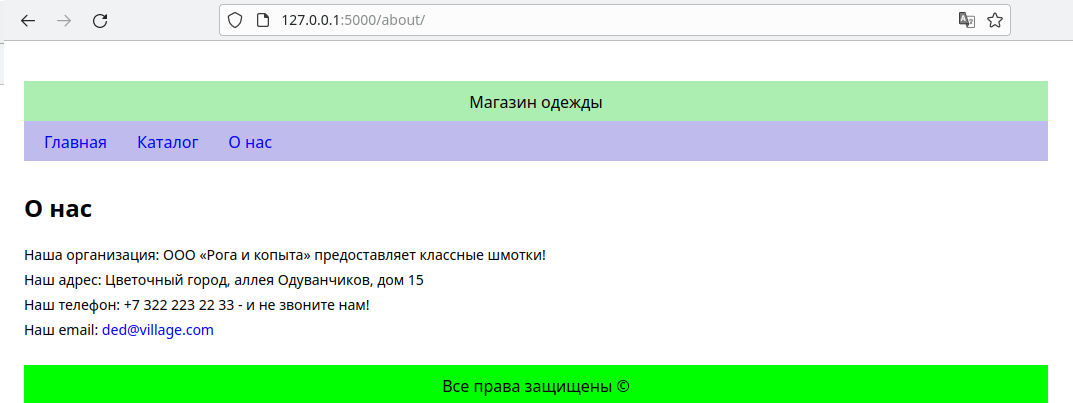 127.0.0.1:5000/about/
Магазин одежды
Главная Каталог О нас
О нас
Наша организация: ООО «Рога и копыта» предоставляет классные шмотки!
Наш адрес: Цветочный город, аллея Одуванчиков, дом 15
Наш телефон: +7 322 223 22 33 - и не звоните нам!
Наш email: ded@village.com
Все права защищены ©